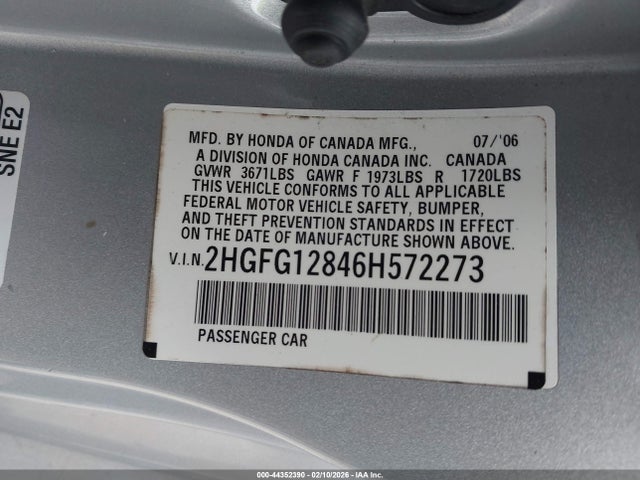 SNE E2
MFD. BY HONDA OF CANADA MFG., 07/'06
A DIVISION OF HONDA CANADA INC. CANADA
GVWR 3671LBS GAWR F 1973LBS R 1720LBS
THIS VEHICLE CONFORMS TO ALL APPLICABLE
FEDERAL MOTOR VEHICLE SAFETY, BUMPER,
AND THEFT PREVENTION STANDARDS IN EFFECT
ON THE DATE OF MANUFACTURE SHOWN ABOVE.
V.I.N. 2HGFG12846H572273
PASSENGER CAR
000-44352390 - 02/10/2026 - IAA Inc.